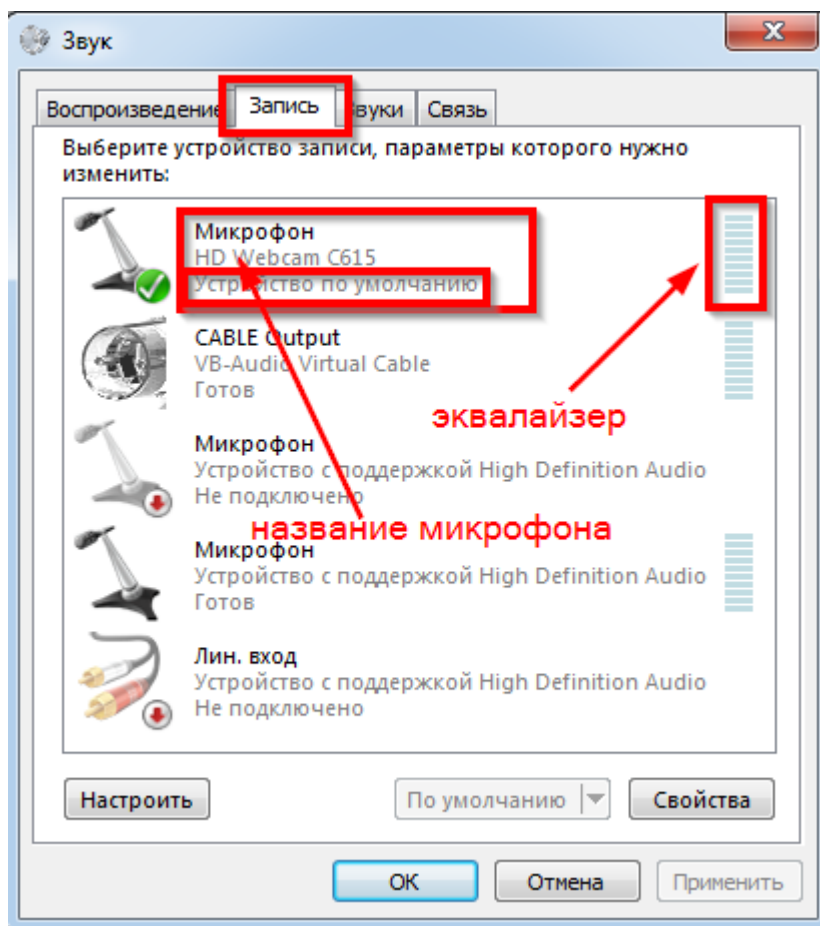 Звук
Воспроизведение Запись Звуки Связь
Выберите устройство записи, параметры которого нужно
изменить:
Микрофон
HD Webcam C615
Устройство по умолчанию
CABLE Output
VB-Audio Virtual Cable
Готов
эквалайзер
Микрофон
Устройство с поддержкой High Definition Audio
Не подключено
название микрофона
Микрофон
Устройство с поддержкой High Definition Audio
Готов
Лин. вход
Устройство с поддержкой High Definition Audio
Не подключено
Настроить По умолчанию Свойства
ОК Отмена Применить